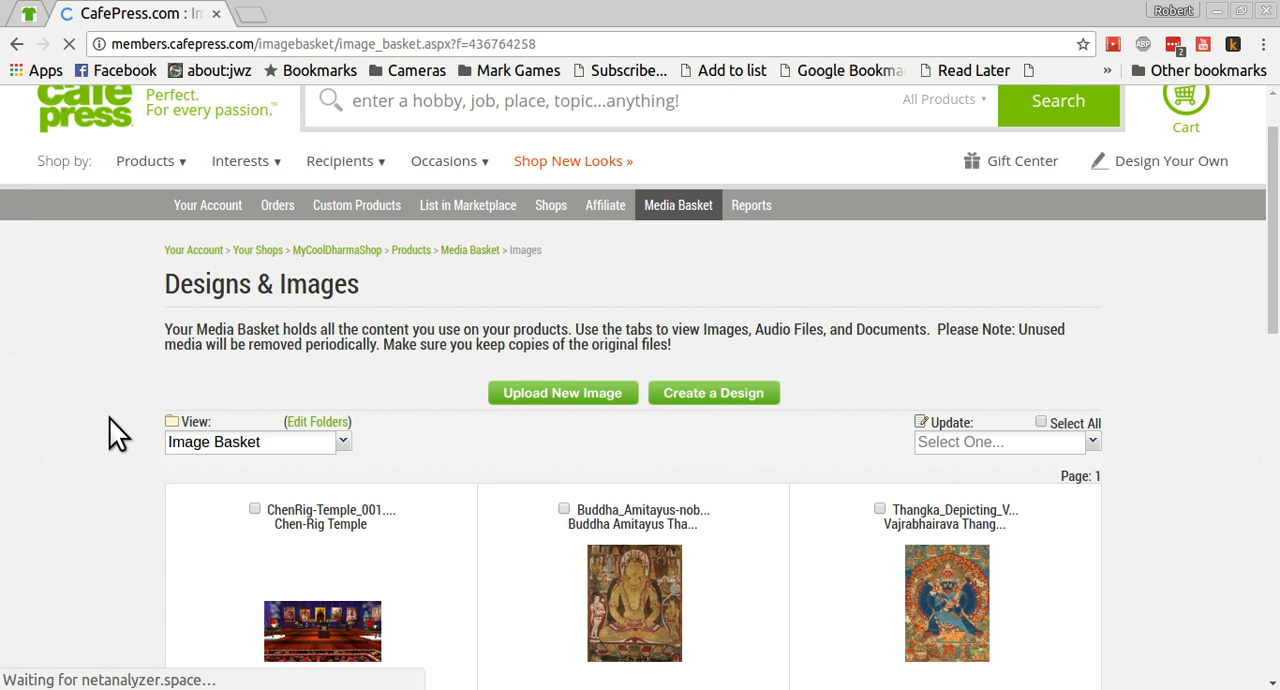 Robert
CafePress.com : In
members.cafepress.com/imagebasket/image_basket.aspx?f=436764258
ABP
2
You
k
Apps Facebook about:jwz Bookmarks Cameras Mark Games Subscribe... Add to list Google Bookma Read Later » Other bookmarks
cafe press
Perfect.
For every passion.™
enter a hobby, job, place, topic...anything!
All Products
Search
Cart
Shop by: Products Interests Recipients Occasions Shop New Looks » Gift Center Design Your Own
Your Account Orders Custom Products List in Marketplace Shops Affiliate Media Basket Reports
Your Account > Your Shops > MyCoolDharmaShop > Products > Media Basket > Images
Designs & Images
Your Media Basket holds all the content you use on your products. Use the tabs to view Images, Audio Files, and Documents. Please Note: Unused
media will be removed periodically. Make sure you keep copies of the original files!
Upload New Image Create a Design
View: (Edit Folders) Update: Select All
Image Basket Select One...
Page: 1
ChenRig-Temple_001....
Chen-Rig Temple
Buddha_Amitayus-nob...
Buddha Amitayus Tha...
Thangka_Depicting_V...
Vajrabhairava Thang...
Waiting for netanalyzer.space...